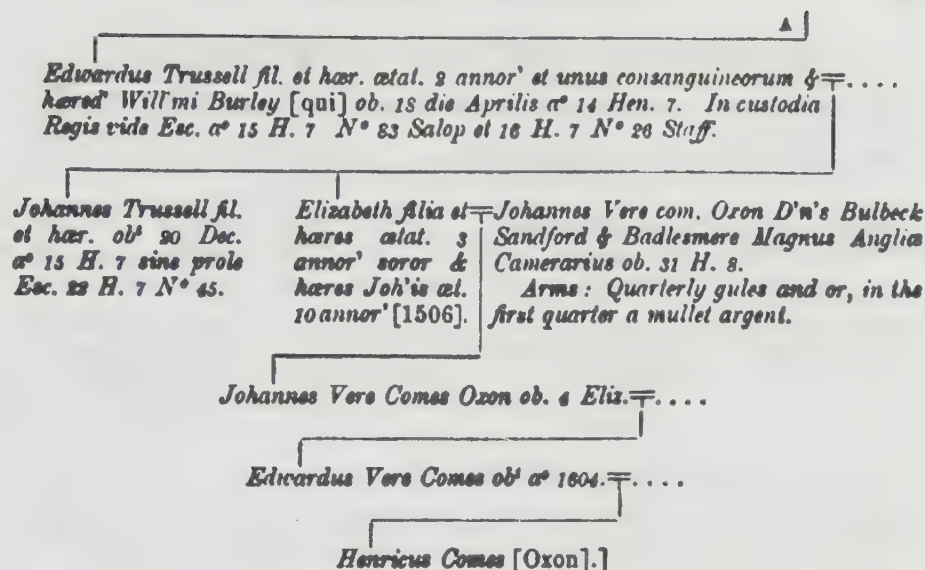 A
Edwardus Trussell fil. et hær. ætat. 2 annor' et unus consanguineorum & = . . . .
hæred' Will'mi Burley [qui] ob. 18 die Aprilis aº 14 Hen. 7. In custodia
Regis vide Esc. aº 15 H. 7 Nº 83 Salop et 16 H. 7 Nº 26 Staff.
Johannes Trussell fil.
et hær. obᵗ 20 Dec.
aº 15 H. 7 sine prole
Esc. 22 H. 7 Nº 45.
Elizabeth filia et =
hæres ætat. 3
annor' soror &
hæres Joh'is æt.
10 annor' [1506].
Johannes Vere com. Oxon D'n's Bulbeck
Sandford & Badlesmere Magnus Angliæ
Camerarius ob. 31 H. 8.
Arms: Quarterly gules and or, in the
first quarter a mullet argent.
Johannes Vere Comes Oxon ob. 4 Eliz. = . . . .
Edwardus Vere Comes obᵗ aº 1604. = . . . .
Henricus Comes [Oxon].]